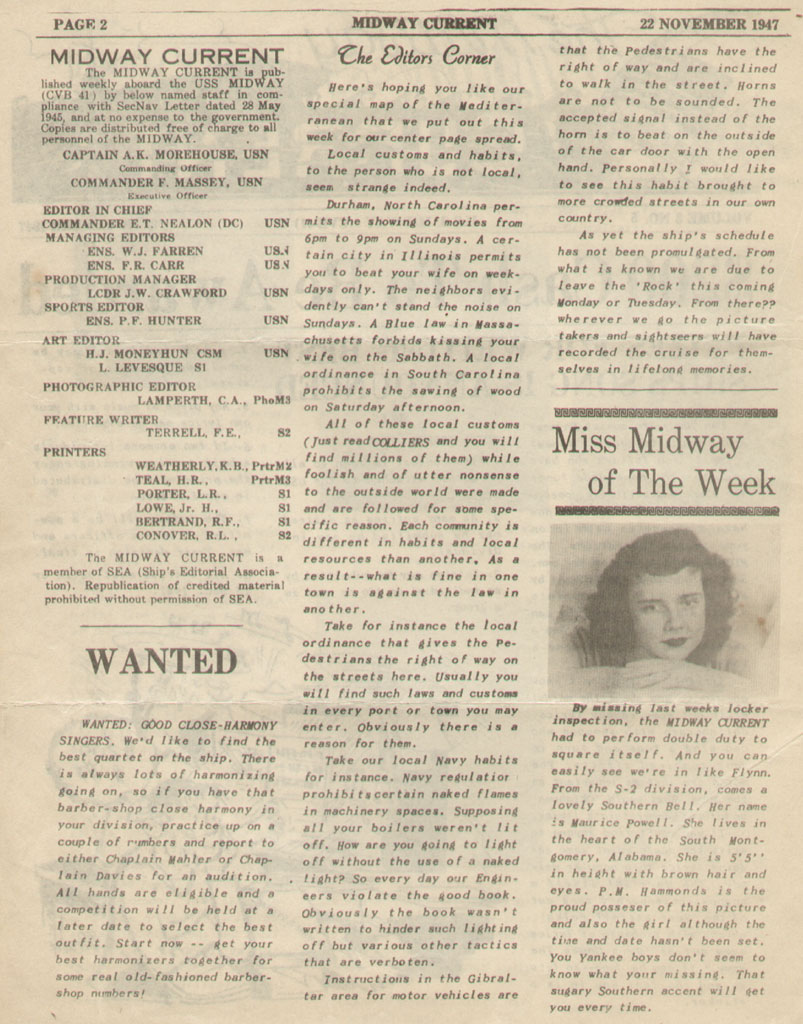 PAGE 2
MIDWAY CURRENT
22 NOVEMBER 1947
MIDWAY CURRENT
The MIDWAY CURRENT is pub-
lished weekly aboard the USS MIDWAY
(CVB 41) by below named staff in com-
pliance with SecNav Letter dated 28 May
1945, and at no expense to the government.
Copies are distributed free of charge to all
personnel of the MIDWAY.
CAPTAIN A.K. MOREHOUSE, USN
Commanding Officer
COMMANDER F. MASSEY, USN
Executive Officer
EDITOR IN CHIEF
COMMANDER E.T. NEALON (DC) USN
MANAGING EDITORS
ENS. W.J. FARREN USN
ENS. F.R. CARR USN
PRODUCTION MANAGER
LCDR J.W. CRAWFORD USN
SPORTS EDITOR
ENS. P.F. HUNTER USN
ART EDITOR
H.J. MONEYHUN CSM USN
L. LEVESQUE S1
PHOTOGRAPHIC EDITOR
LAMPERTH, C.A., PhoM3
FEATURE WRITER
TERRELL, F.E., S2
PRINTERS
WEATHERLY, K.B., PrtrM2
TEAL, H.R., PrtrM3
PORTER, L.R., S1
LOWE, Jr. H., S1
BERTRAND, R.F., S1
CONOVER, R.L. , S2
The MIDWAY CURRENT is a
member of SEA (Ship's Editorial Associa-
tion). Republication of credited material
prohibited without permission of SEA.
WANTED
WANTED: GOOD CLOSE-HARMONY
SINGERS. We'd like to find the
best quartet on the ship. There
is always lots of harmonizing
going on, so if you have that
barber-shop close harmony in
your division, practice up on a
couple of numbers and report to
either Chaplain Mahler or Chap-
lain Davies for an audition.
All hands are eligible and a
competition will be held at a
later date to select the best
outfit. Start now -- get your
best harmonizers together for
some real old-fashioned barber-
shop numbers!
The Editors Corner
Here's hoping you like our
special map of the Mediter-
ranean that we put out this
week for our center page spread.
Local customs and habits,
to the person who is not local,
seem strange indeed.
Durham, North Carolina per-
mits the showing of movies from
6pm to 9pm on Sundays. A cer-
tain city in Illinois permits
you to beat your wife on week-
days only. The neighbors evi-
dently can't stand the noise on
Sundays. A Blue law in Massa-
chusetts forbids kissing your
wife on the Sabbath. A local
ordinance in South Carolina
prohibits the sawing of wood
on Saturday afternoon.
All of these local customs
(Just read COLLIERS and you will
find millions of them) while
foolish and of utter nonsense
to the outside world were made
and are followed for some spe-
cific reason. Each community is
different in habits and local
resources than another. As a
result--what is fine in one
town is against the law in
another.
Take for instance the local
ordinance that gives the Pe-
destrians the right of way on
the streets here. Usually you
will find such laws and customs
in every port or town you may
enter. Obviously there is a
reason for them.
Take our local Navy habits
for instance. Navy regulation
prohibits certain naked flames
in machinery spaces. Supposing
all your boilers weren't lit
off. How are you going to light
off without the use of a naked
light? So every day our Engin-
eers violate the good book.
Obviously the book wasn't
written to hinder such lighting
off but various other tactics
that are verboten.
Instructions in the Gibral-
tar area for motor vehicles are
that the Pedestrians have the
right of way and are inclined
to walk in the street. Horns
are not to be sounded. The
accepted signal instead of the
horn is to beat on the outside
of the car door with the open
hand. Personally I would like
to see this habit brought to
more crowded streets in our own
country.
As yet the ship's schedule
has not been promulgated. From
what is known we are due to
leave the 'Rock' this coming
Monday or Tuesday. From there??
wherever we go the picture
takers and sightseers will have
recorded the cruise for them-
selves in lifelong memories.
Miss Midway
of The Week
By missing last weeks locker
inspection, the MIDWAY CURRENT
had to perform double duty to
square itself. And you can
easily see we're in like Flynn.
From the S-2 division, comes a
lovely Southern Bell. Her name
is Maurice Powell. She lives in
the heart of the South Mont-
gomery, Alabama. She is 5'5''
in height with brown hair and
eyes. P.M. Hammonds is the
proud posseser of this picture
and also the girl although the
time and date hasn't been set.
You Yankee boys don't seem to
know what your missing. That
sugary Southern accent will get
you every time.